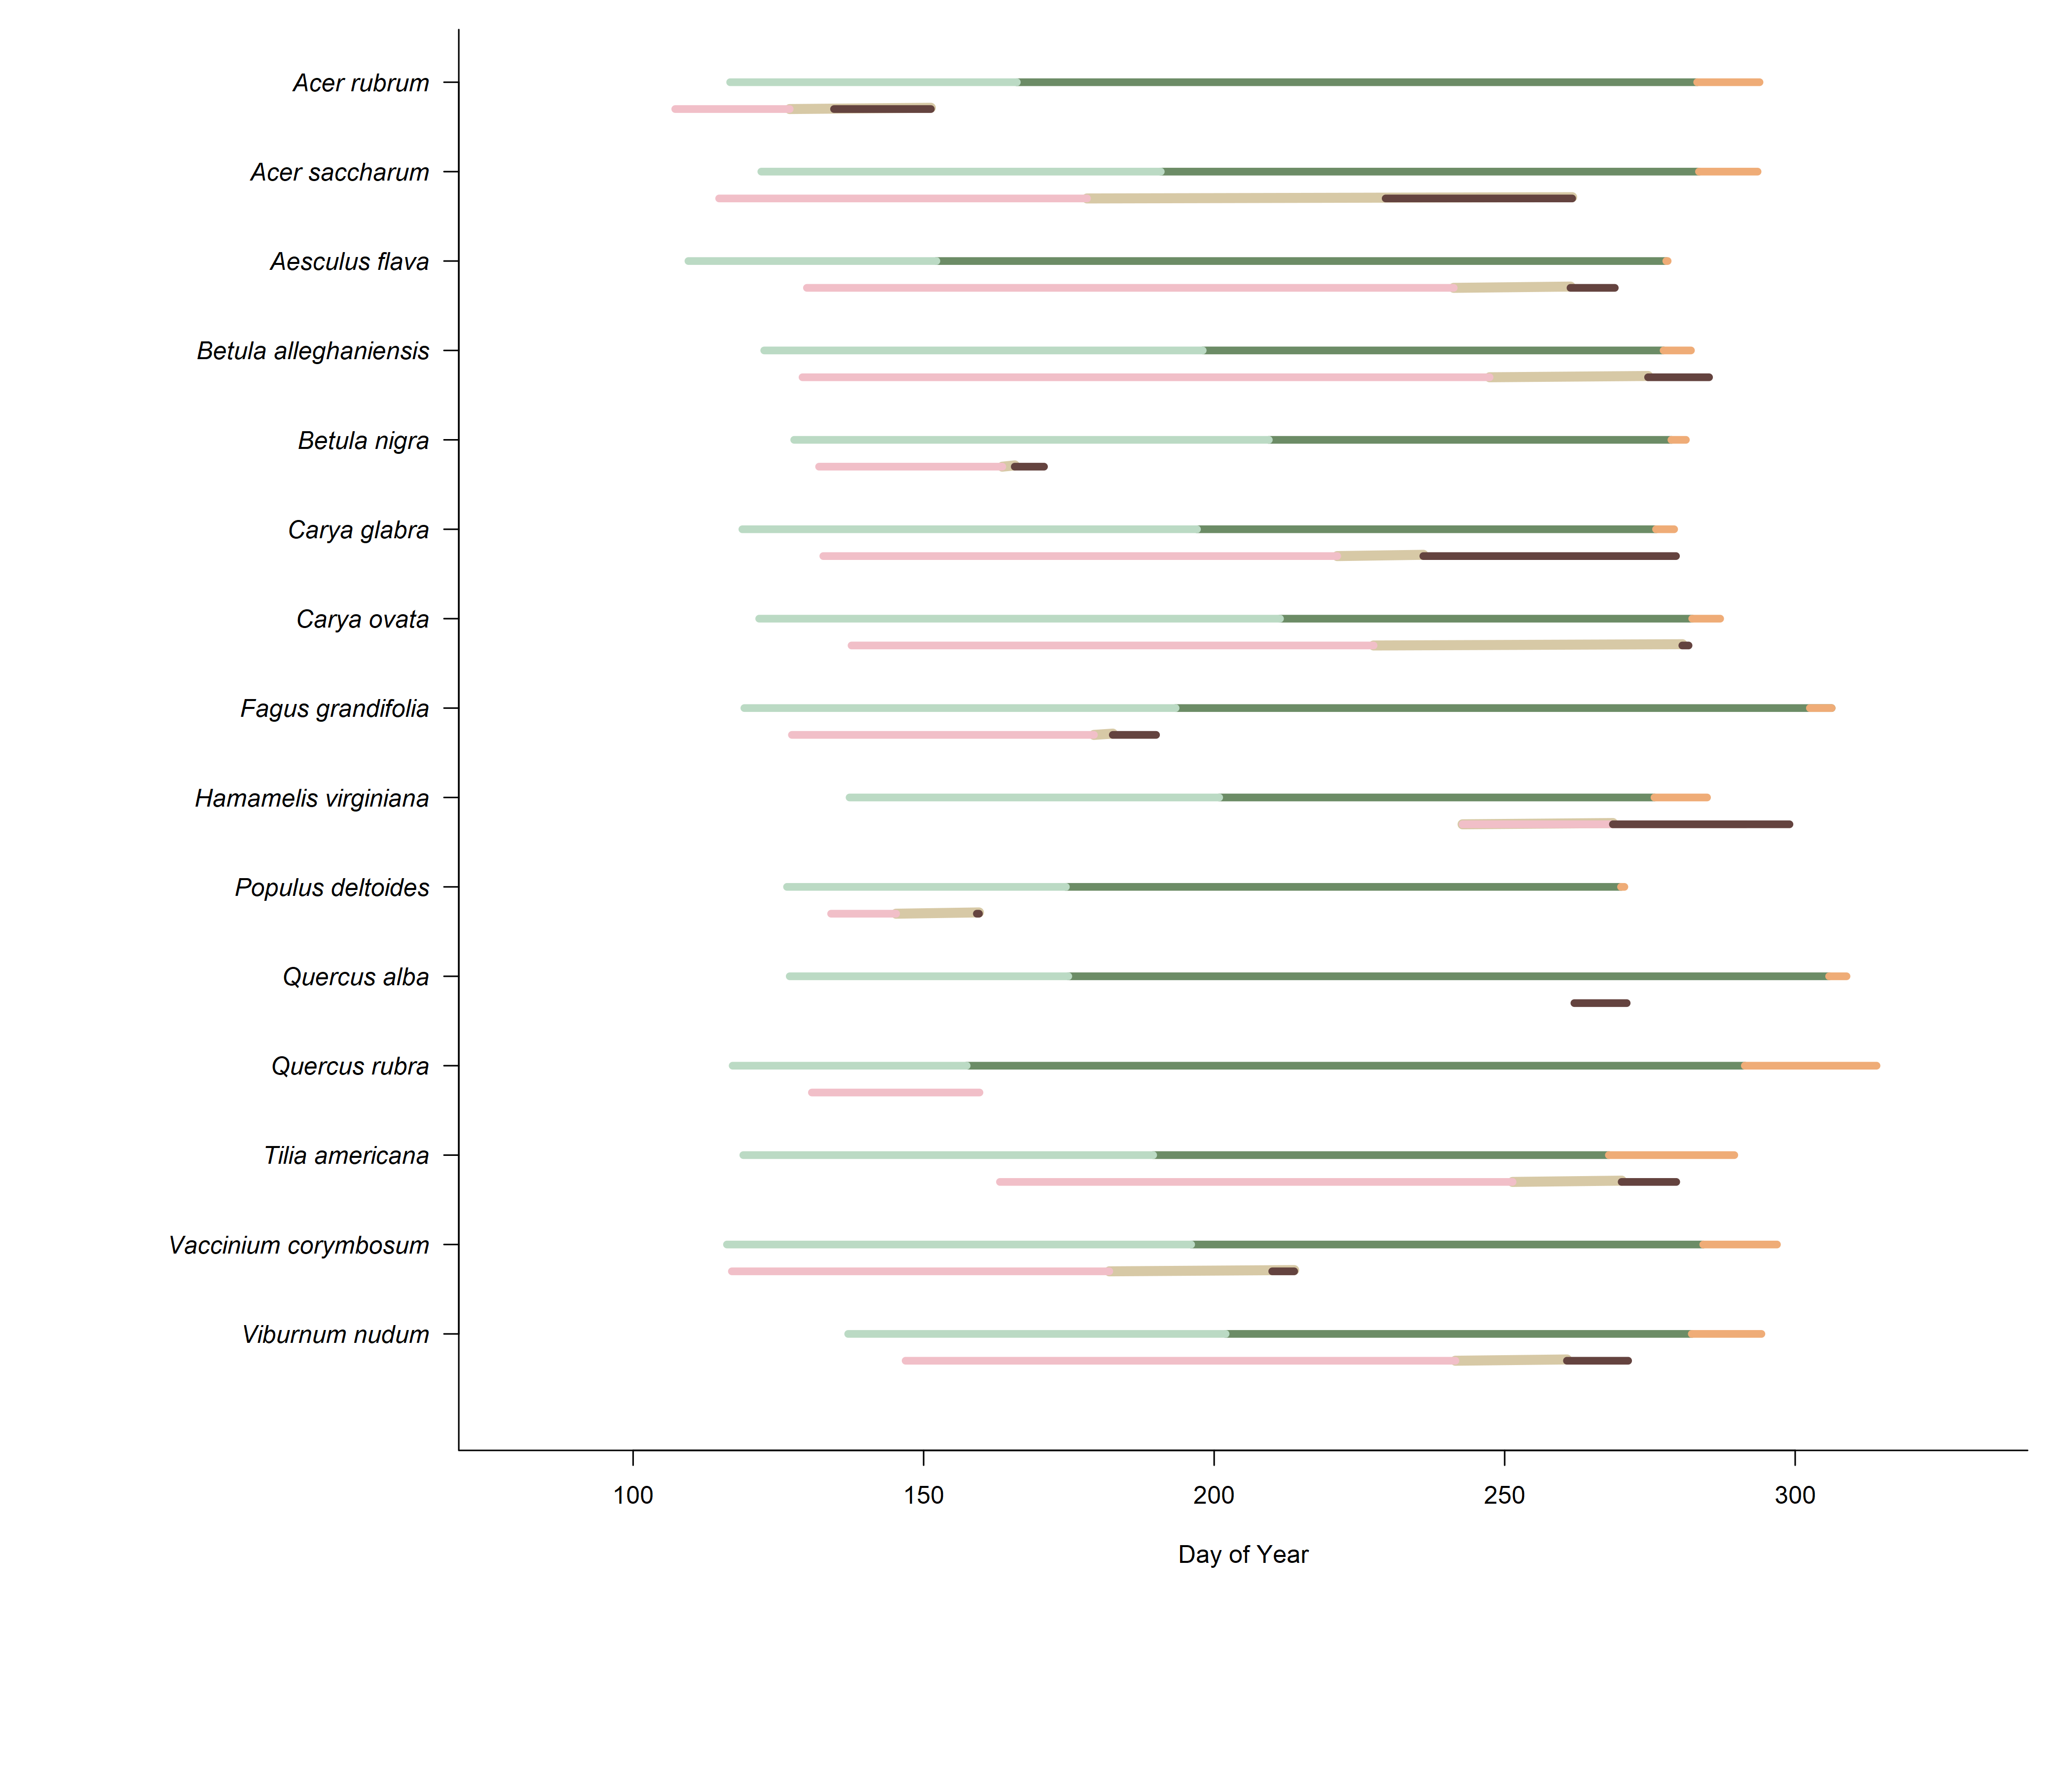 Acer rubrum
Acer saccharum
Aesculus flava
Betula alleghaniensis
Betula nigra
Carya glabra
Carya ovata
Fagus grandifolia
Hamamelis virginiana
Populus deltoides
Quercus alba
Quercus rubra
Tilia americana
Vaccinium corymbosum
Viburnum nudum
100 150 200 250 300
Day of Year